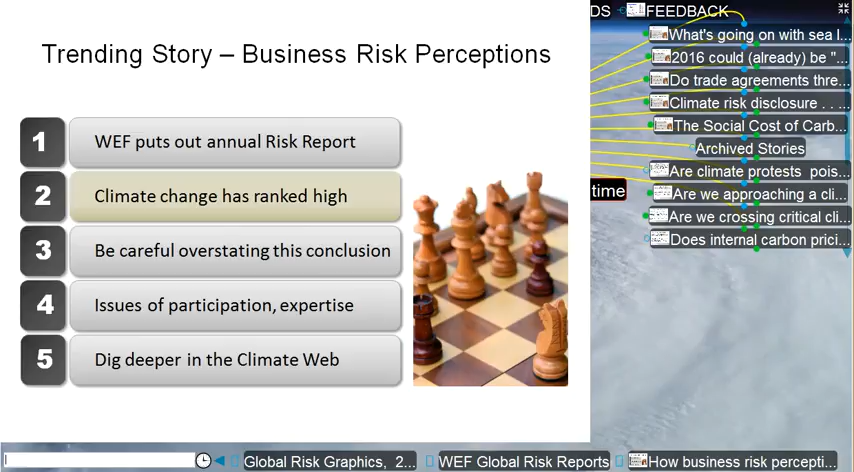 Trending Story – Business Risk Perceptions
1 WEF puts out annual Risk Report
2 Climate change has ranked high
3 Be careful overstating this conclusion
4 Issues of participation, expertise
5 Dig deeper in the Climate Web
DS FEEDBACK
What's going on with sea l...
2016 could (already) be "...
Do trade agreements thre...
Climate risk disclosure . . ...
The Social Cost of Carb...
Archived Stories
Are climate protests pois...
time
Are we approaching a cli...
Are we crossing critical cli...
Does internal carbon prici...
Global Risk Graphics, 2...
WEF Global Risk Reports
How business risk percepti...